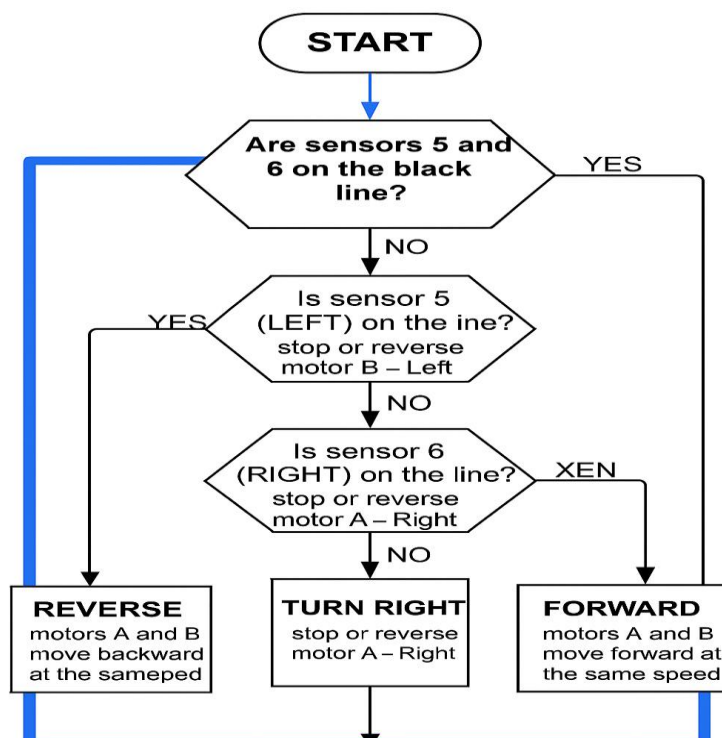 START
Are sensors 5 and
6 on the black
line?
YES
NO
Is sensor 5
(LEFT) on the ine?
stop or reverse
motor B – Left
YES
NO
Is sensor 6
(RIGHT) on the line?
stop or reverse
motor A – Right
XEN
NO
REVERSE
motors A and B
move backward
at the sameped
TURN RIGHT
stop or reverse
motor A – Right
FORWARD
motors A and B
move forward at
the same speed